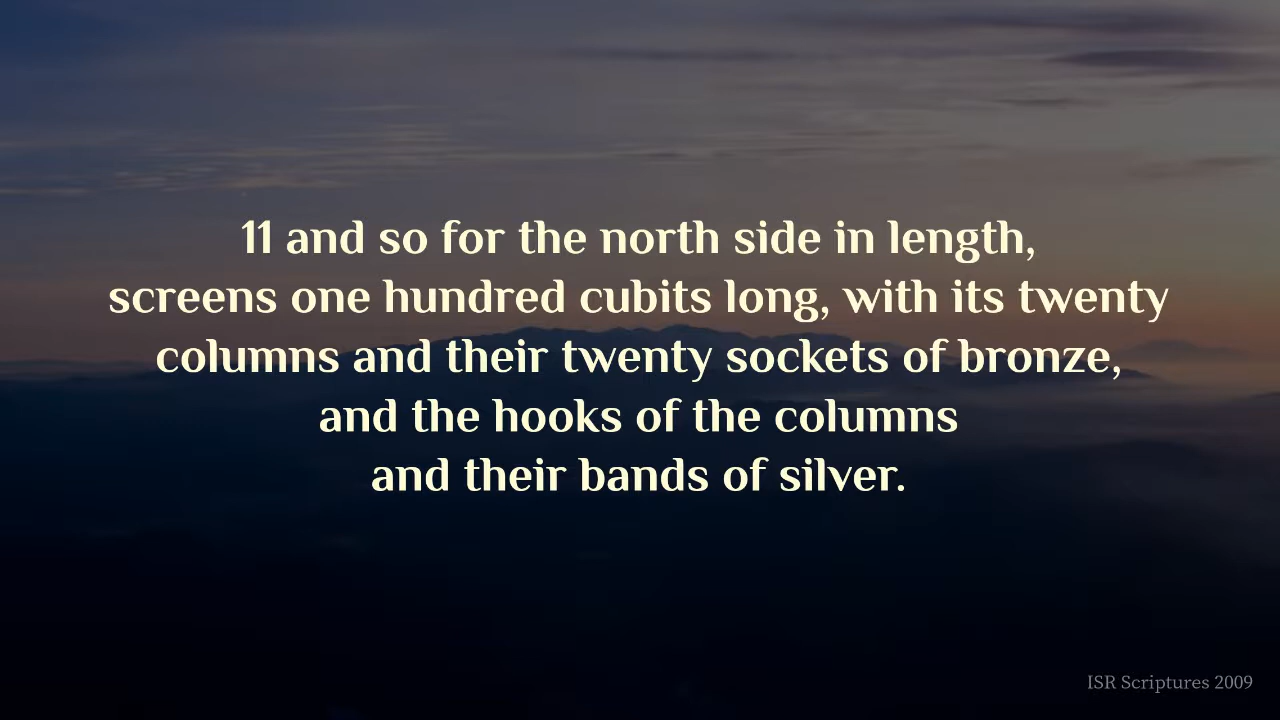 11 and so for the north side in length,
screens one hundred cubits long, with its twenty
columns and their twenty sockets of bronze,
and the hooks of the columns
and their bands of silver.
ISR Scriptures 2009